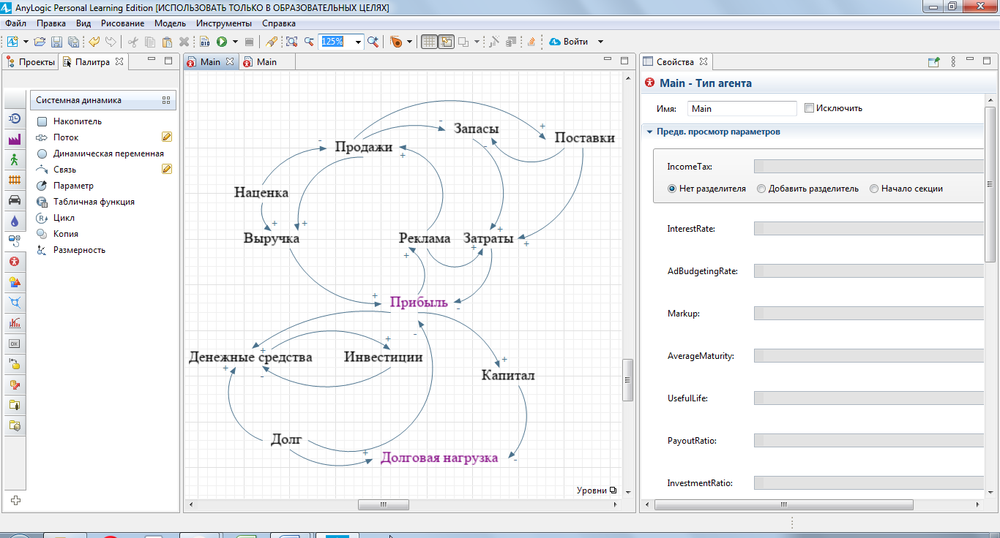 AnyLogic Personal Learning Edition [ИСПОЛЬЗОВАТЬ ТОЛЬКО В ОБРАЗОВАТЕЛЬНЫХ ЦЕЛЯХ]
Файл Правка Вид Рисование Модель Инструменты Справка
125% Войти
Проекты Палитра
Main Main
Свойства
Системная динамика
Накопитель
Поток
Динамическая переменная
Связь
Параметр
Табличная функция
Цикл
Копия
Размерность
Запасы
Поставки
Продажи
Наценка
Выручка
Реклама
Затраты
Прибыль
Денежные средства
Инвестиции
Капитал
Долг
Долговая нагрузка
Уровни
Main - Тип агента
Имя: Main Исключить
Предв. просмотр параметров
IncomeTax:
Нет разделителя Добавить разделитель Начало секции
InterestRate:
AdBudgetingRate:
Markup:
AverageMaturity:
UsefulLife:
PayoutRatio:
InvestmentRatio: